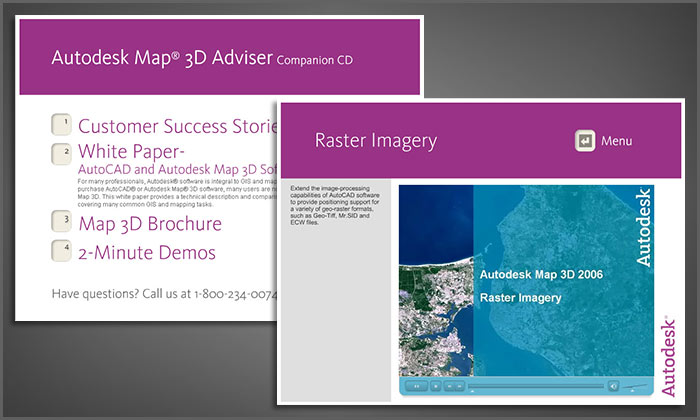 Autodesk Map® 3D Adviser Companion CD
1 Customer Success Storie
2 White Paper-
AutoCAD and Autodesk Map 3D Sof
For many professionals, Autodesk® software is integral to GIS and map
purchase AutoCAD® or Autodesk Map® 3D software, many users are
Map 3D. This white paper provides a technical description and
covering many common GIS and mapping tasks.
3 Map 3D Brochure
4 2-Minute Demos
Have questions? Call us at 1-800-234-0074
Raster Imagery
Menu
Extend the image-processing
capabilities of AutoCAD software
to provide positioning support for
a variety of geo-raster formats,
such as Geo-Tiff, Mr.SID and
ECW files.
Autodesk Map 3D 2006
Raster Imagery
Autodesk
Autodesk®